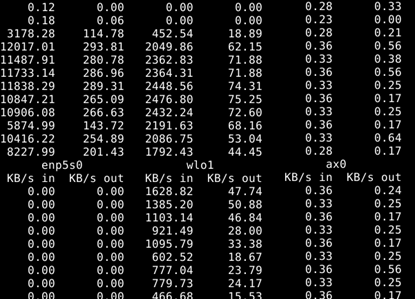 0.12 0.00 0.00 0.00 0.28 0.33
0.18 0.06 0.00 0.00 0.23 0.00
3178.28 114.78 452.54 18.89 0.28 0.21
12017.01 293.81 2049.86 62.15 0.36 0.56
11487.91 280.78 2362.83 71.88 0.33 0.38
11733.14 286.96 2364.31 71.88 0.36 0.56
11838.29 289.31 2448.56 74.31 0.33 0.25
10847.21 265.09 2476.80 75.25 0.36 0.17
10906.08 266.63 2432.24 72.60 0.33 0.25
5874.99 143.72 2191.63 68.16 0.36 0.17
10416.22 254.89 2086.75 53.04 0.33 0.64
8227.99 201.43 1792.43 44.45 0.28 0.17
enp5s0 wlo1 ax0
KB/s in KB/s out KB/s in KB/s out KB/s in KB/s out
0.00 0.00 1628.82 47.74 0.36 0.24
0.00 0.00 1385.20 50.88 0.33 0.25
0.00 0.00 1103.14 46.84 0.36 0.17
0.00 0.00 921.49 28.00 0.33 0.25
0.00 0.00 1095.79 33.38 0.36 0.17
0.00 0.00 602.52 18.67 0.33 0.25
0.00 0.00 777.04 23.79 0.36 0.56
0.00 0.00 779.73 24.17 0.33 0.25
0.00 0.00 466.68 15.53 0.36 0.17